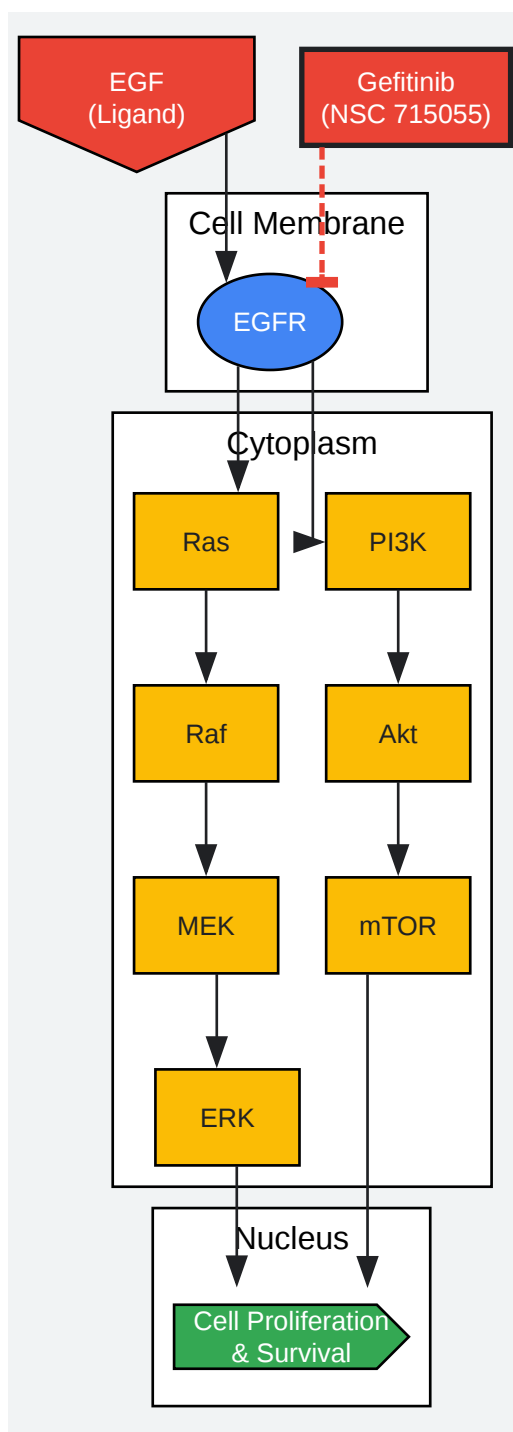 EGF
(Ligand)
Gefitinib
(NSC 715055)
Cell Membrane
EGFR
Cytoplasm
Ras
PI3K
Raf
Akt
MEK
mTOR
ERK
Nucleus
Cell Proliferation
& Survival